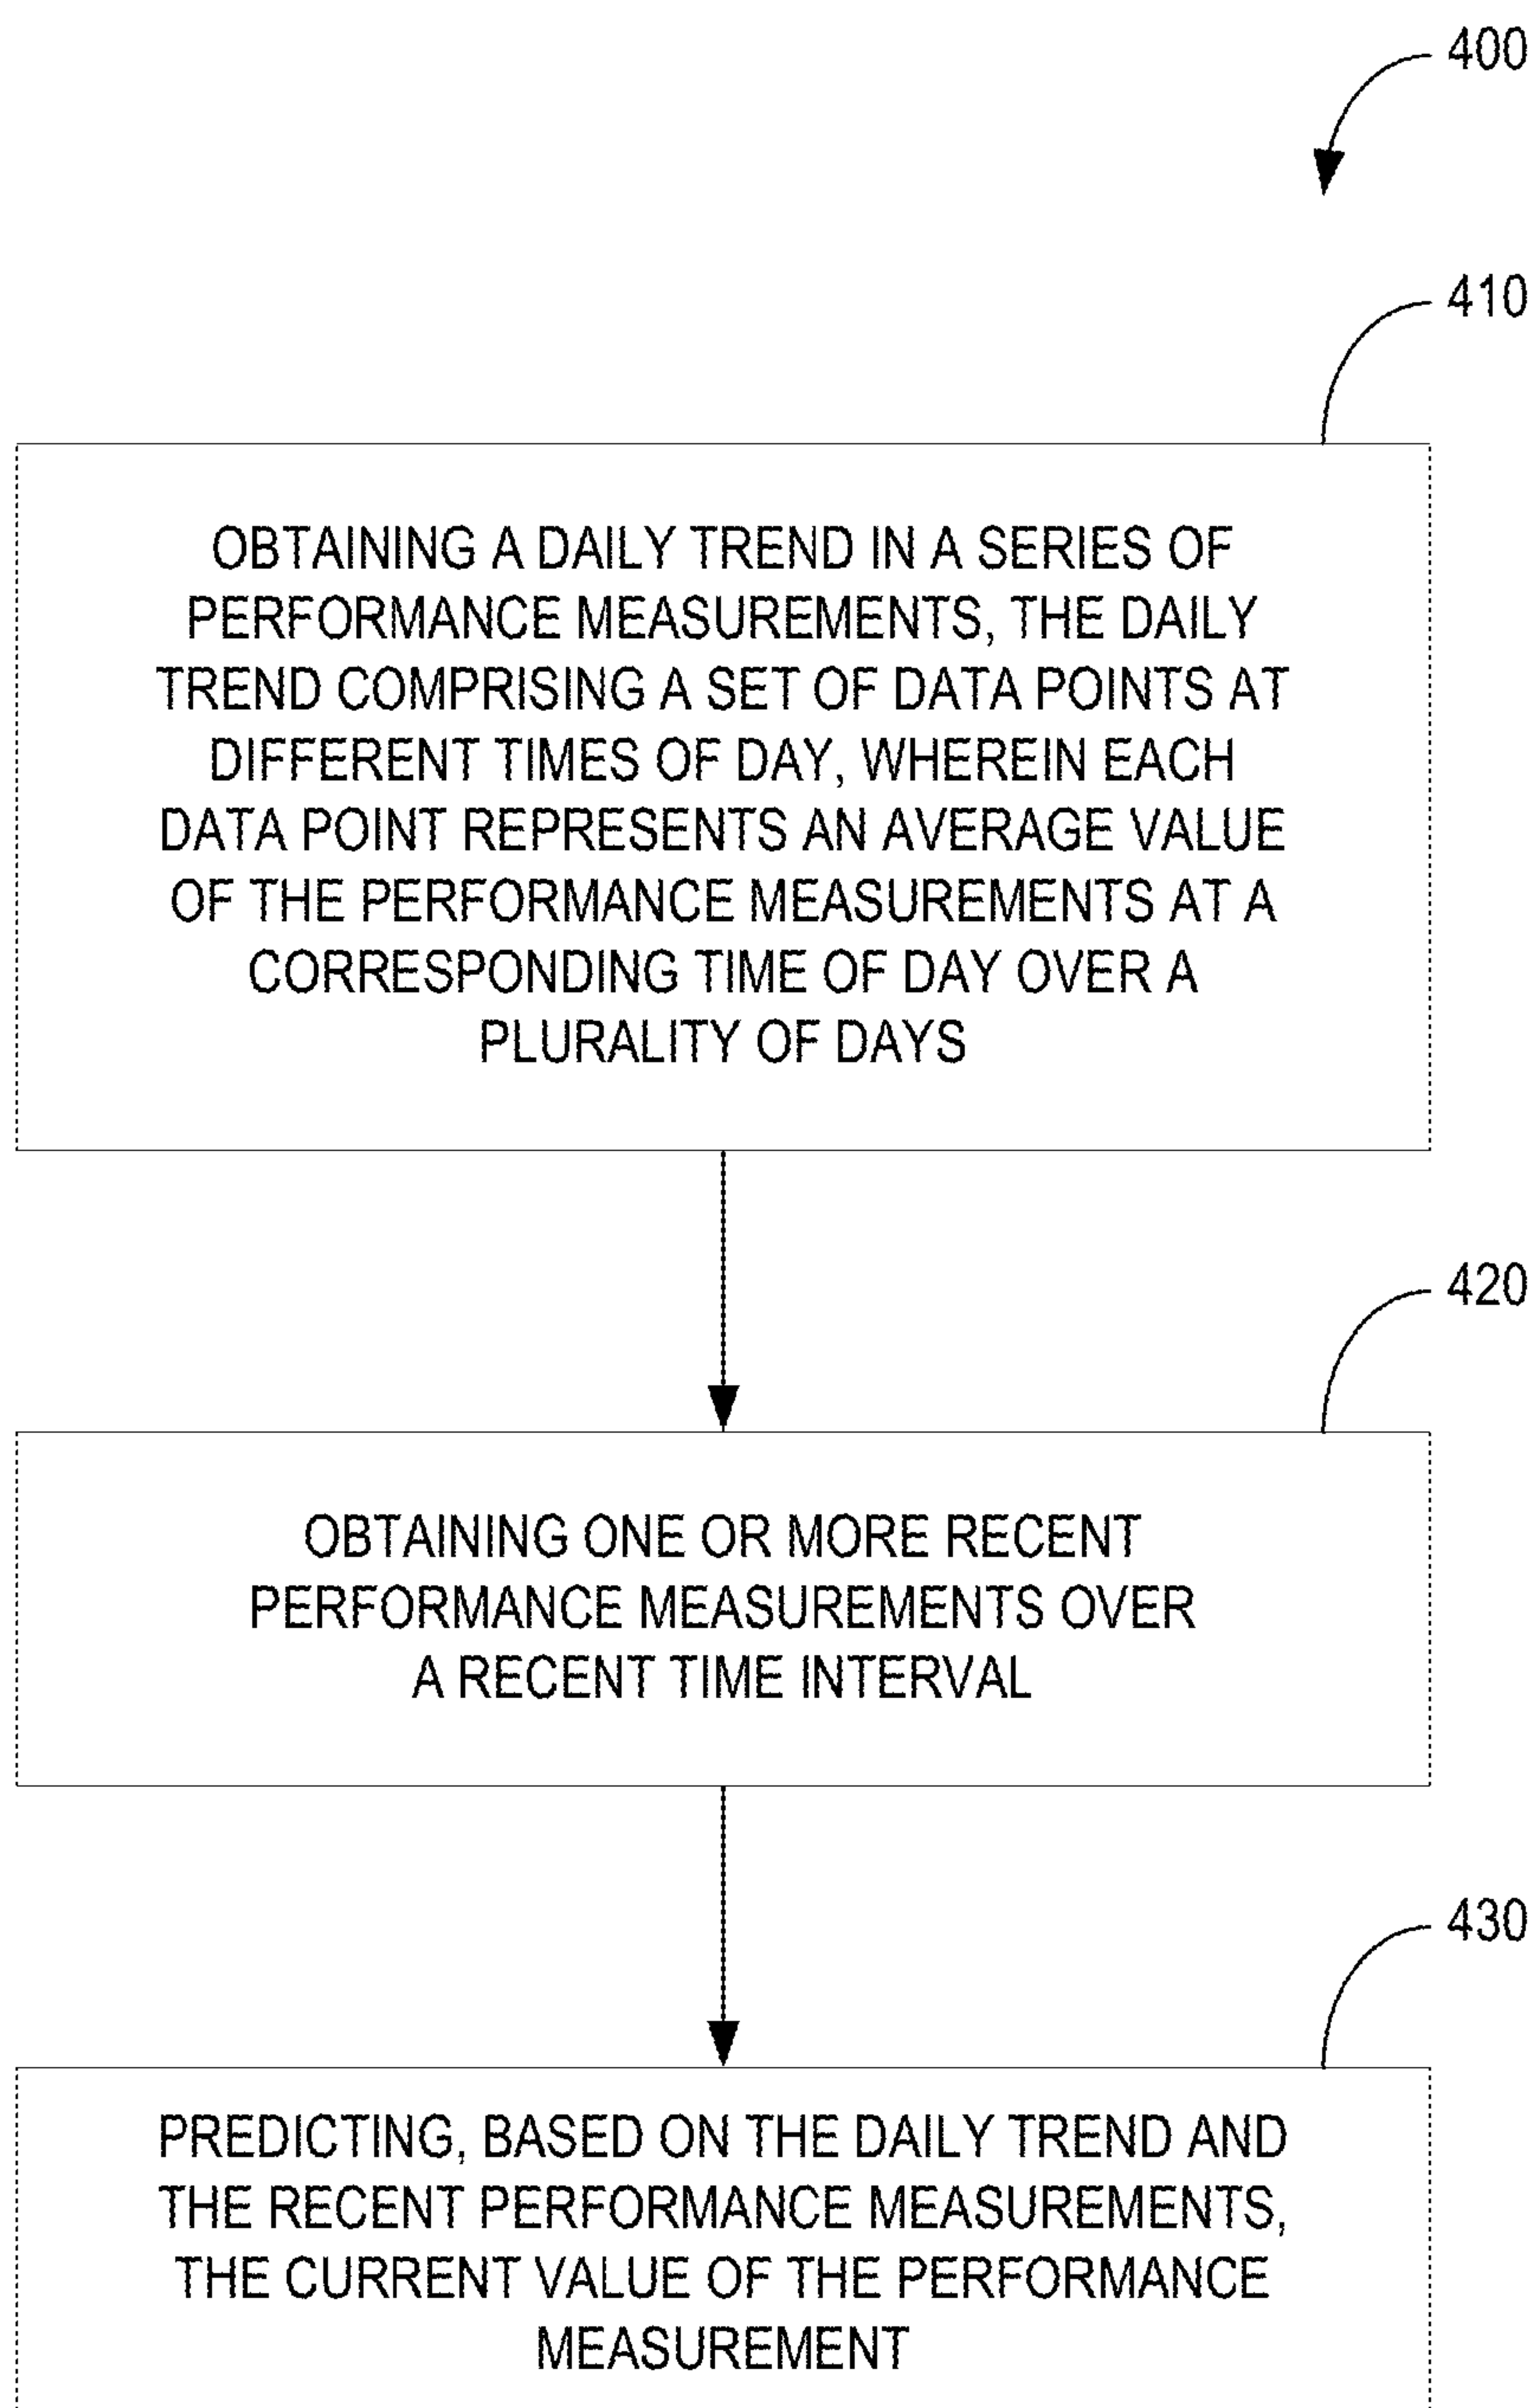 400
410
OBTAINING A DAILY TREND IN A SERIES OF
PERFORMANCE MEASUREMENTS, THE DAILY
TREND COMPRISING A SET OF DATA POINTS AT
DIFFERENT TIMES OF DAY, WHEREIN EACH
DATA POINT REPRESENTS AN AVERAGE VALUE
OF THE PERFORMANCE MEASUREMENTS AT A
CORRESPONDING TIME OF DAY OVER A
PLURALITY OF DAYS
420
OBTAINING ONE OR MORE RECENT
PERFORMANCE MEASUREMENTS OVER
A RECENT TIME INTERVAL
430
PREDICTING, BASED ON THE DAILY TREND AND
THE RECENT PERFORMANCE MEASUREMENTS,
THE CURRENT VALUE OF THE PERFORMANCE
MEASUREMENT